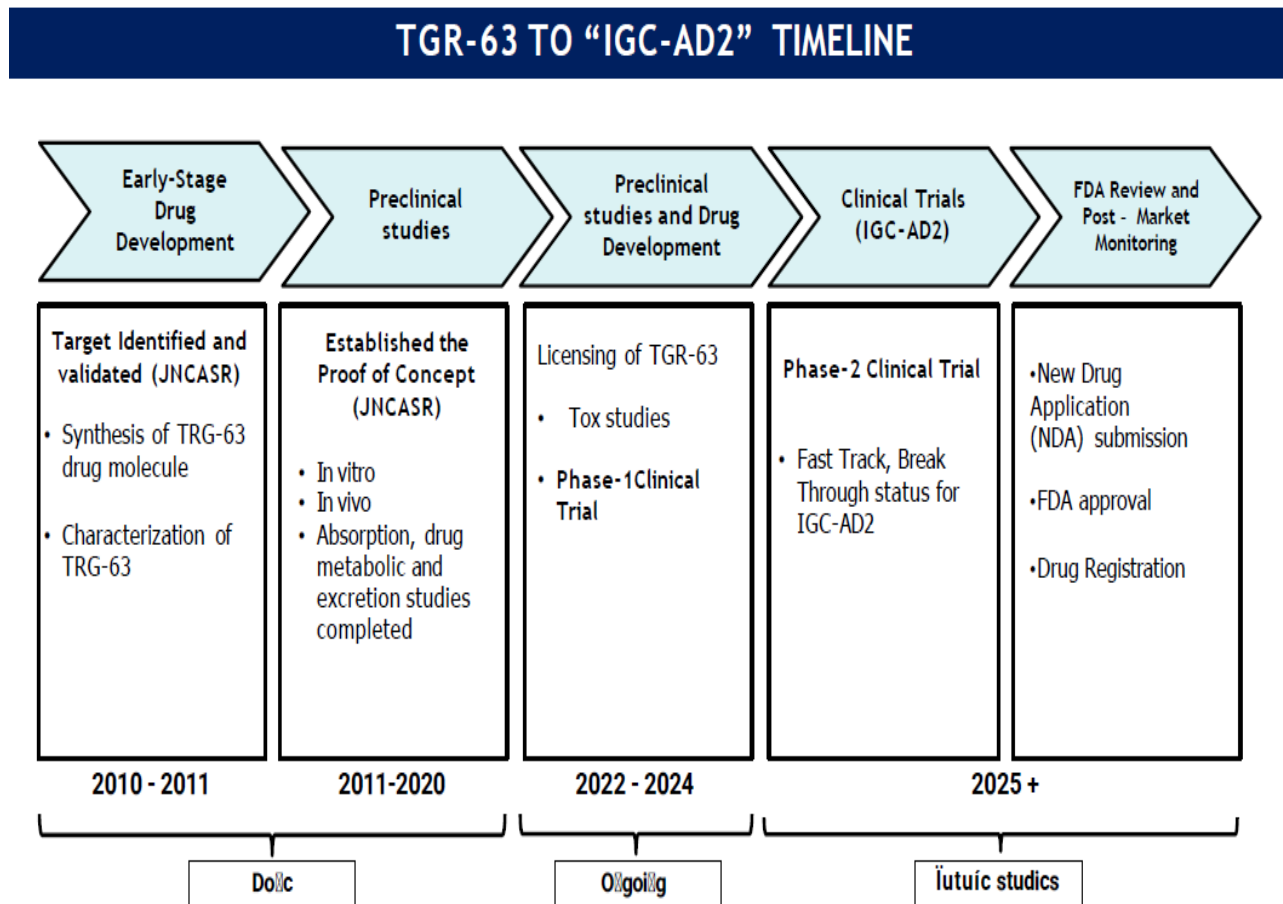 TGR-63 TO “IGC-AD2” TIMELINE
Early-Stage
Drug
Development
Preclinical
studies
Preclinical
studies and Drug
Development
Clinical Trials
(IGC-AD2)
FDA Review and
Post - Market
Monitoring
Target Identified and
validated (JNCASR)
• Synthesis of TRG-63
drug molecule
• Characterization of
TRG-63
Established the
Proof of Concept
(JNCASR)
• In vitro
• In vivo
• Absorption, drug
metabolic and
excretion studies
completed
Licensing of TGR-63
• Tox studies
• Phase-1Clinical
Trial
Phase-2 Clinical Trial
• Fast Track, Break
Through status for
IGC-AD2
•New Drug
Application
(NDA) submission
•FDA approval
•Drug Registration
2010 - 2011
2011-2020
2022 - 2024
2025 +
Ïutuíc studics